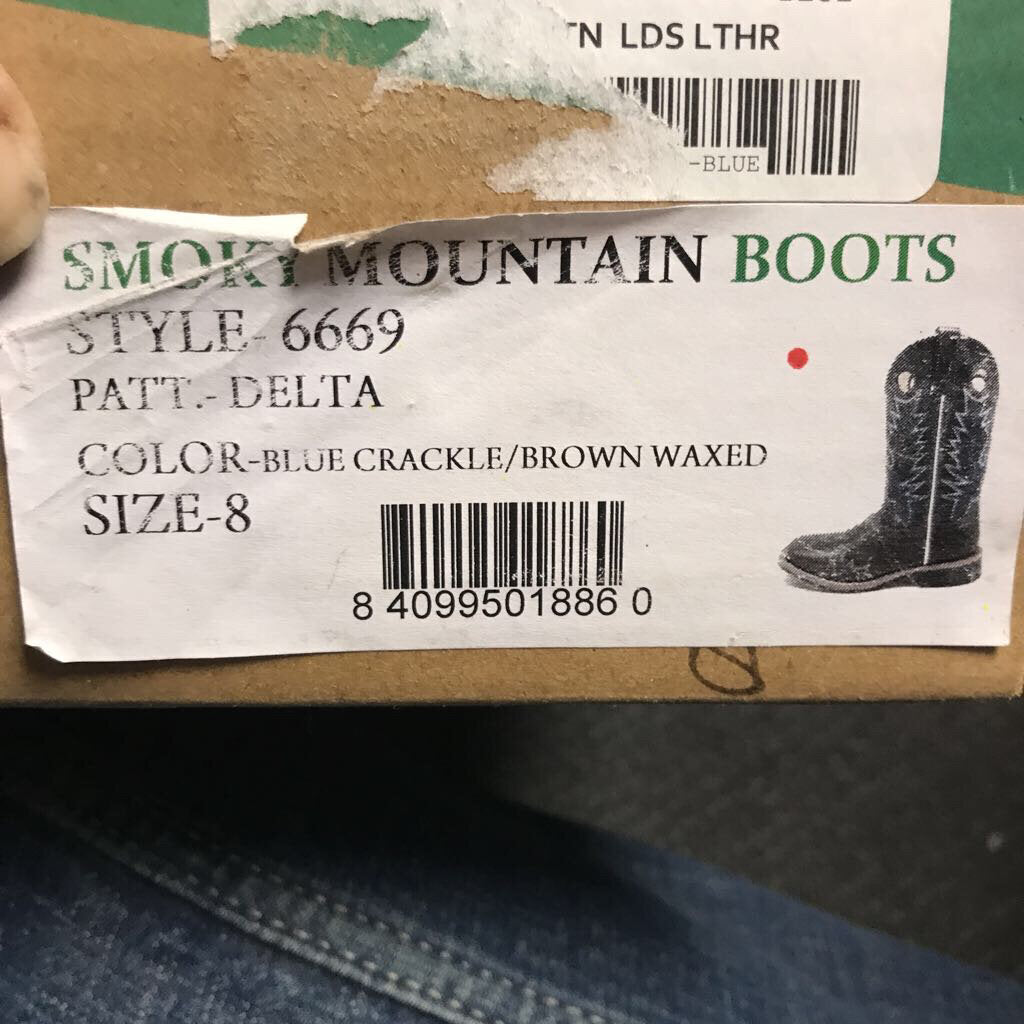 LDS LTHR
-BLUE
SMOKY MOUNTAIN BOOTS
STYLE- 6669
PATT.- DELTA
COLOR-BLUE CRACKLE/BROWN WAXED
SIZE-8
8 4099501886 0